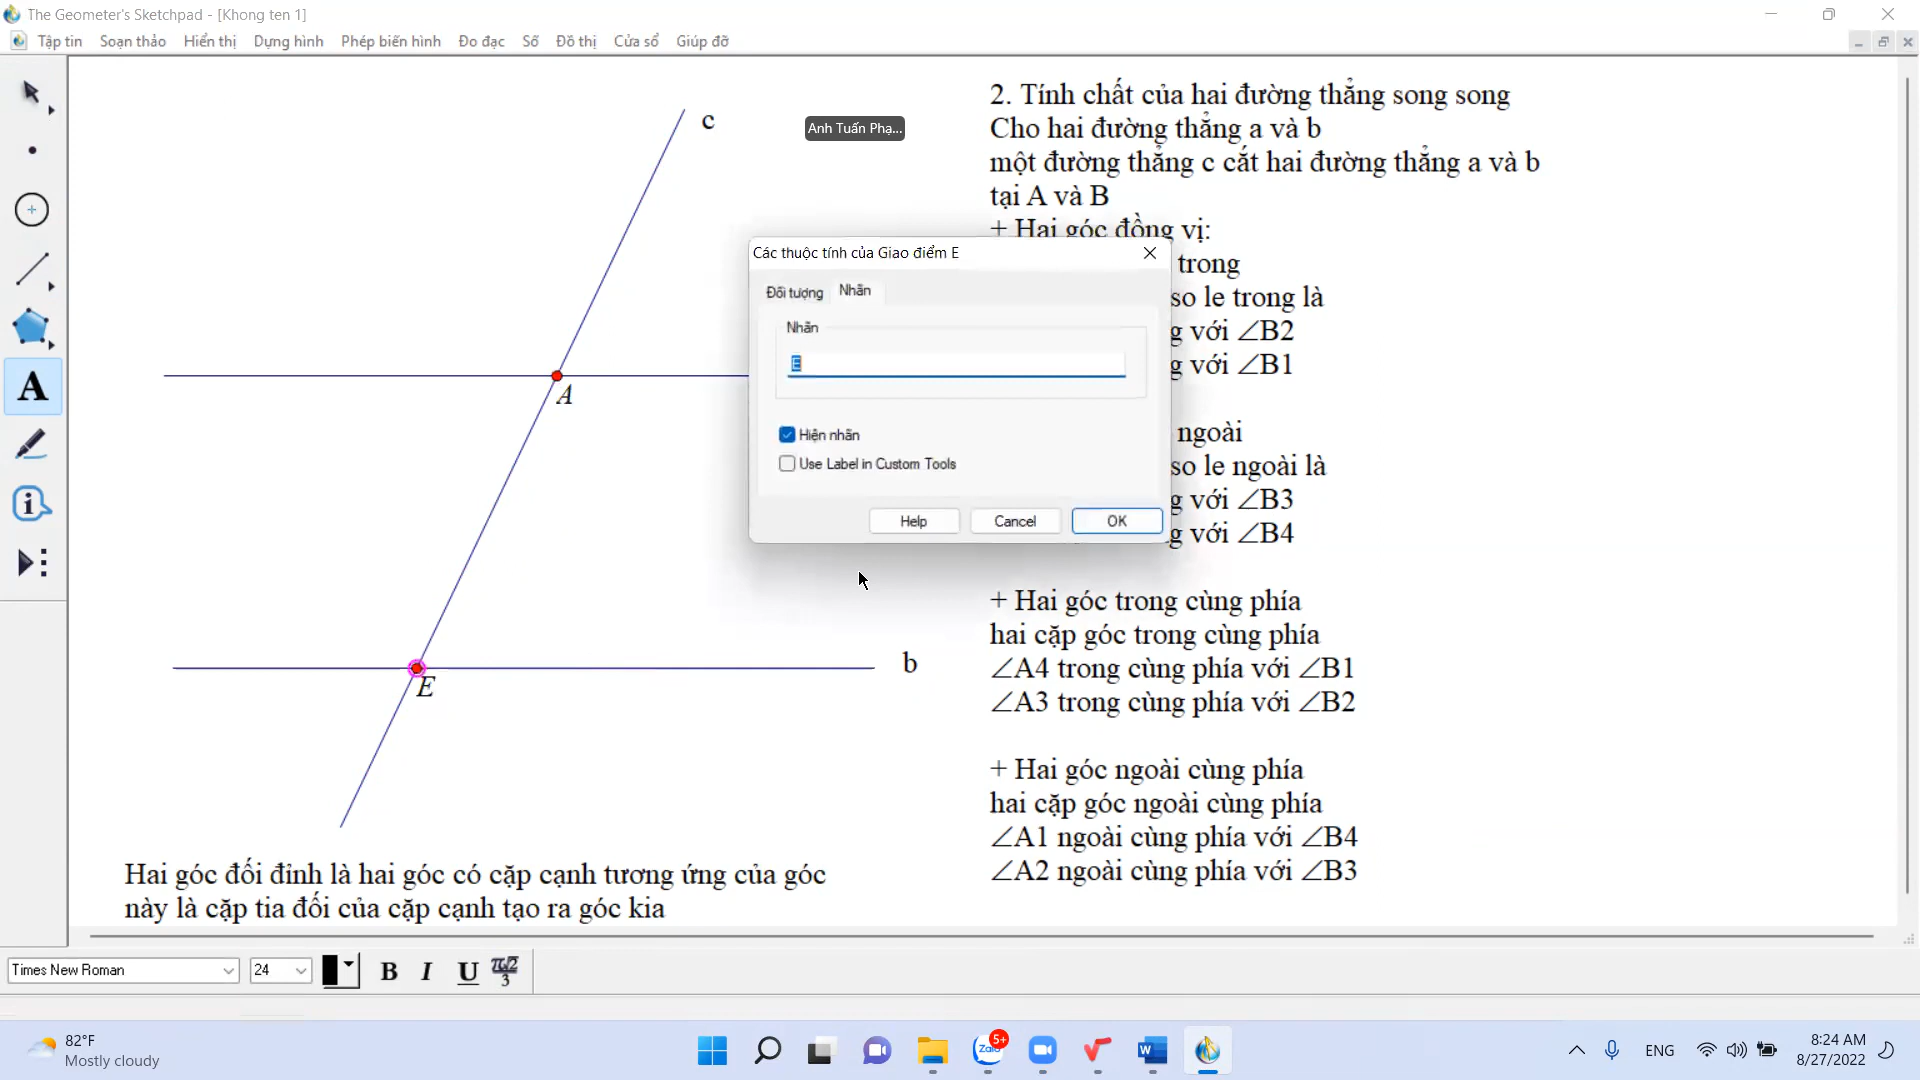 The Geometer's Sketchpad - [Khong ten 1]
Tập tin Soạn thảo Hiển thị Dựng hình Phép biến hình Đo đạc Số Đồ thị Cửa sổ Giúp đỡ
c
Anh Tuấn Phạ...
A
E
b
Hai góc đối đỉnh là hai góc có cặp cạnh tương ứng của góc
này là cặp tia đối của cặp cạnh tạo ra góc kia
2. Tính chất của hai đường thẳng song song
Cho hai đường thẳng a và b
một đường thẳng c cắt hai đường thẳng a và b
tại A và B
+ Hai góc đồng vị:
trong
so le trong là
g với ∠B2
g với ∠B1
ngoài
so le ngoài là
g với ∠B3
g với ∠B4
+ Hai góc trong cùng phía
hai cặp góc trong cùng phía
∠A4 trong cùng phía với ∠B1
∠A3 trong cùng phía với ∠B2
+ Hai góc ngoài cùng phía
hai cặp góc ngoài cùng phía
∠A1 ngoài cùng phía với ∠B4
∠A2 ngoài cùng phía với ∠B3
Các thuộc tính của Giao điểm E
Đối tượng Nhãn
Nhãn
E
Hiện nhãn
Use Label in Custom Tools
Help Cancel OK
A
Times New Roman 24 B I U π√2/3
82°F
Mostly cloudy
Zalo 5+
W
ENG
8:24 AM
8/27/2022